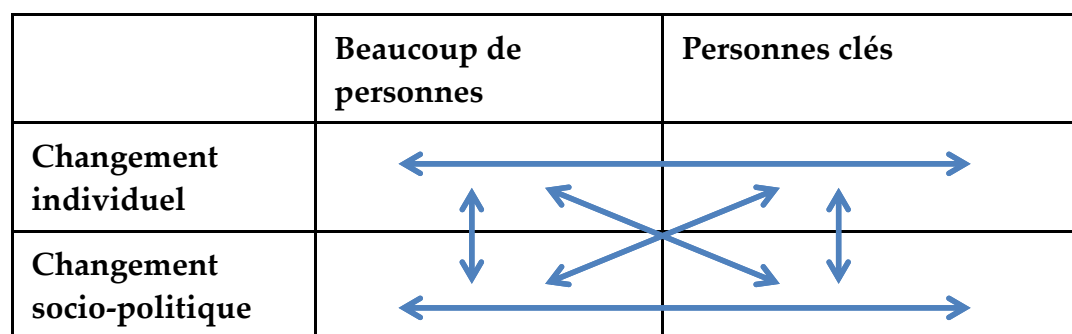 Beaucoup de
personnes
Personnes clés
Changement
individuel
Changement
socio-politique